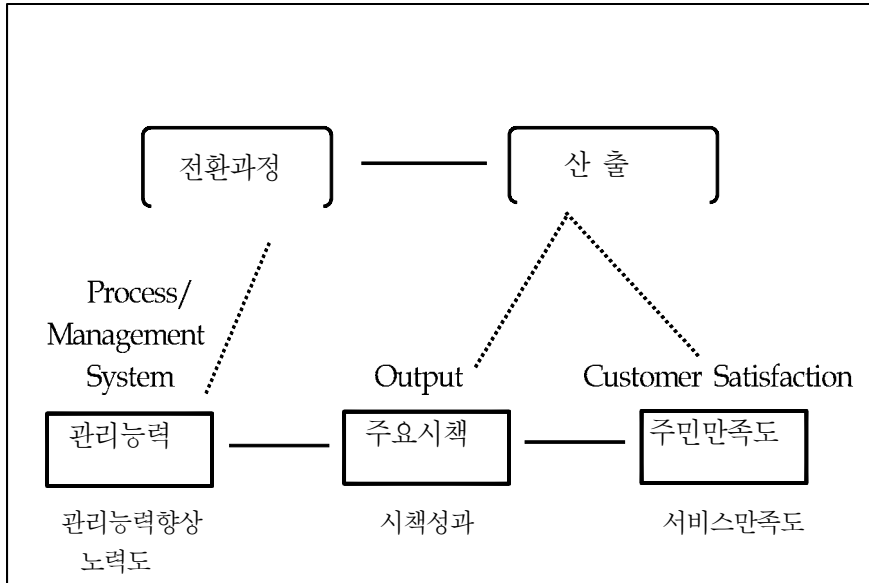 전환과정
산 출
Process/
Management
System
Output
Customer Satisfaction
관리능력
주요시책
주민만족도
관리능력향상
노력도
시책성과
서비스만족도